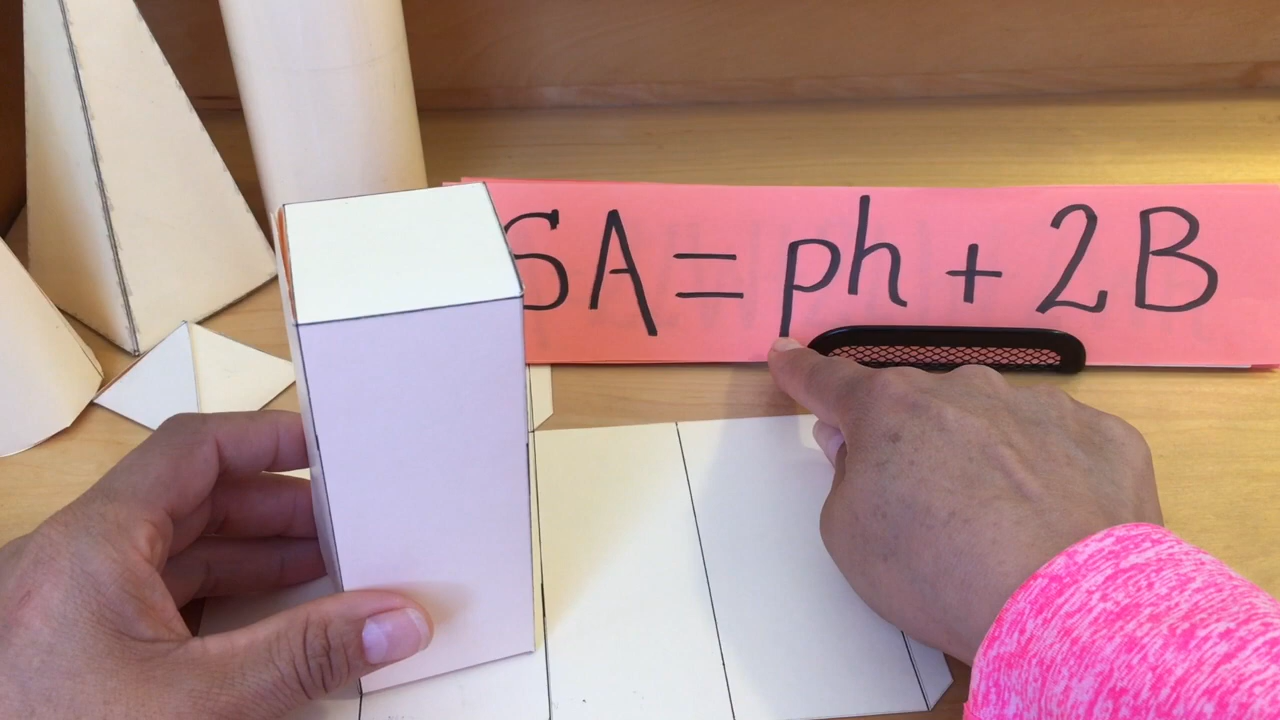 SA = ph + 2B